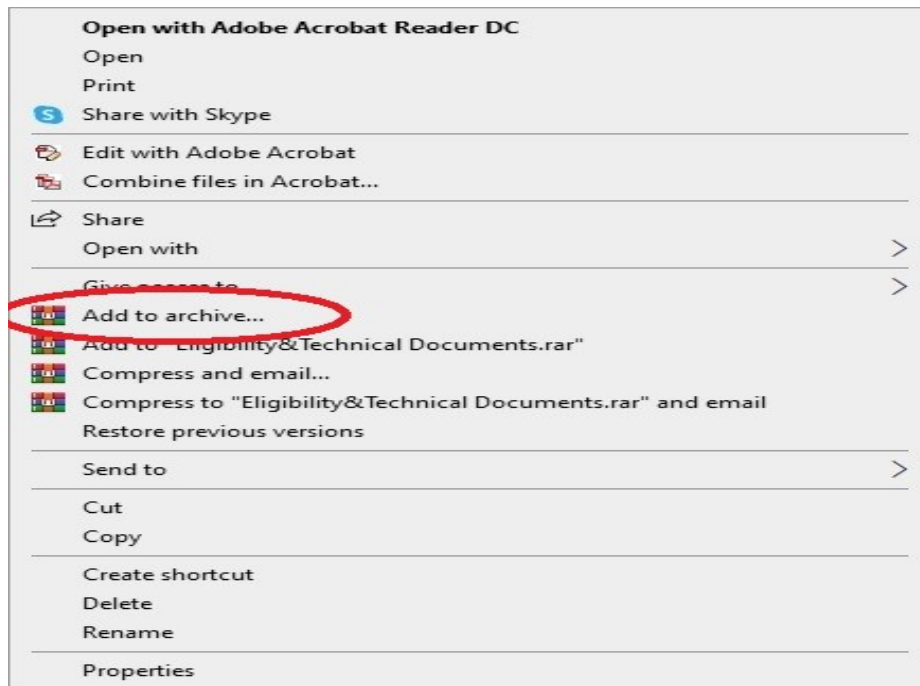 Open with Adobe Acrobat Reader DC
Open
Print
Share with Skype
Edit with Adobe Acrobat
Combine files in Acrobat...
Share
Open with
Give access to
Add to archive...
Add to "Eligibility&Technical Documents.rar"
Compress and email...
Compress to "Eligibility&Technical Documents.rar" and email
Restore previous versions
Send to
Cut
Copy
Create shortcut
Delete
Rename
Properties